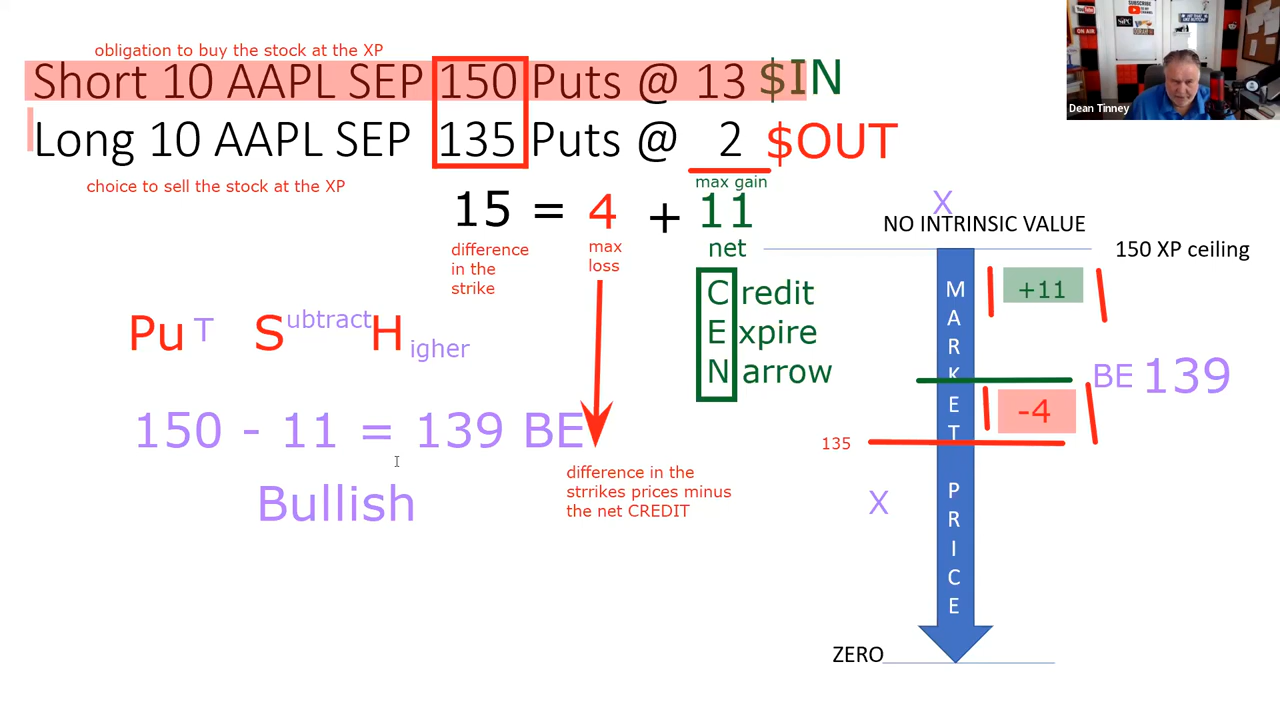 obligation to buy the stock at the XP
Short 10 AAPL SEP 150 Puts @ 13 $IN
Long 10 AAPL SEP 135 Puts @ 2 $OUT
choice to sell the stock at the XP
max gain
15 = 4 + 11
difference
in the
strike
max
loss
net
Credit
Expire
Narrow
PuT SubtractHigher
150 - 11 = 139 BE
Bullish
difference in the
strrikes prices minus
the net CREDIT
X
NO INTRINSIC VALUE
150 XP ceiling
MARKET PRICE
+11
BE 139
-4
135
X
ZERO
Dean Tinney
SUBSCRIBE
ON AIR